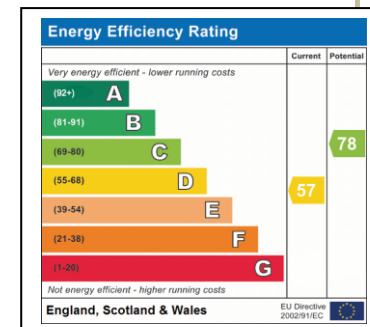 Energy Efficiency Rating
Current Potential
Very energy efficient - lower running costs
(92+) A
(81-91) B
(69-80) C
78
(55-68) D
57
(39-54) E
(21-38) F
(1-20) G
Not energy efficient - higher running costs
England, Scotland & Wales
EU Directive
2002/91/EC